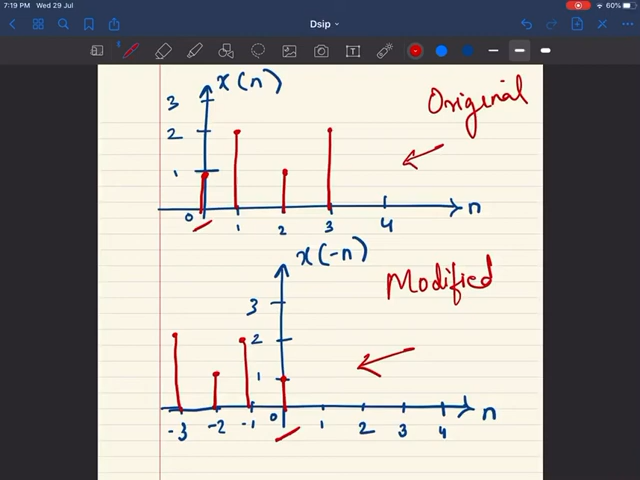 7:19 PM Wed 29 Jul
60%
Dsip
x(n)
Original
3
2
1
0 1 2 3 4 n
x(-n)
Modified
3
2
1
-3 -2 -1 0 1 2 3 4 n